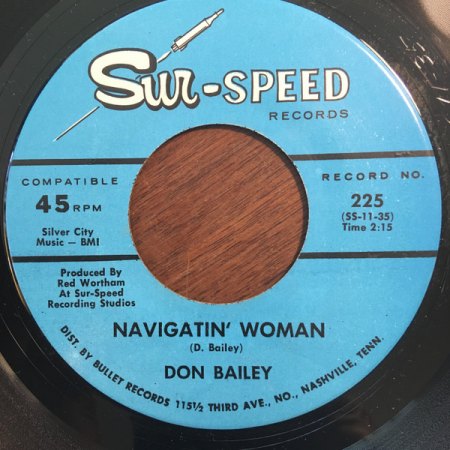 Sur-SPEED
RECORDS
COMPATIBLE
45 RPM
Silver City
Music — BMI
Produced By
Red Wortham
At Sur-Speed
Recording Studios
RECORD NO.
225
(SS-11-35)
Time 2:15
NAVIGATIN' WOMAN
(D. Bailey)
DON BAILEY
DIST. BY BULLET RECORDS 115½ THIRD AVE., NO., NASHVILLE, TENN.